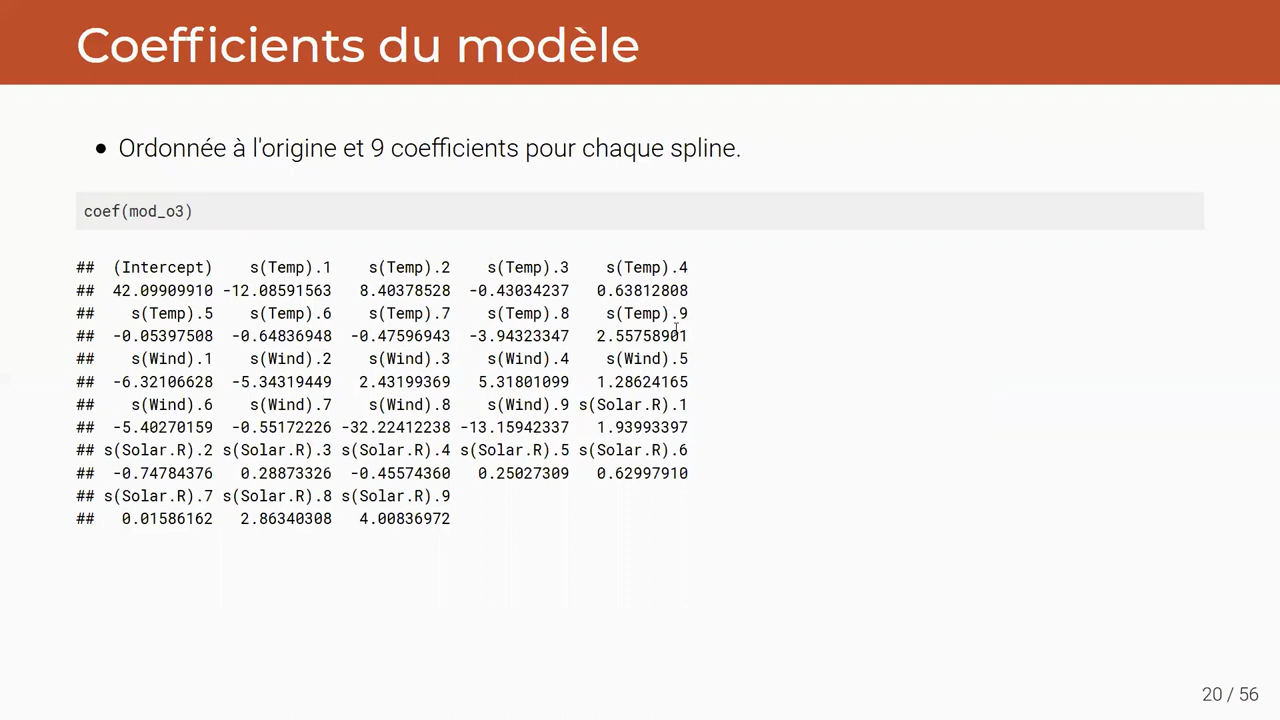 Coefficients du modèle
● Ordonnée à l'origine et 9 coefficients pour chaque spline.
coef(mod_o3)
## (Intercept) s(Temp).1 s(Temp).2 s(Temp).3 s(Temp).4
## 42.09909910 -12.08591563 8.40378528 -0.43034237 0.63812808
## s(Temp).5 s(Temp).6 s(Temp).7 s(Temp).8 s(Temp).9
## -0.05397508 -0.64836948 -0.47596943 -3.94323347 2.55758901
## s(Wind).1 s(Wind).2 s(Wind).3 s(Wind).4 s(Wind).5
## -6.32106628 -5.34319449 2.43199369 5.31801099 1.28624165
## s(Wind).6 s(Wind).7 s(Wind).8 s(Wind).9 s(Solar.R).1
## -5.40270159 -0.55172226 -32.22412238 -13.15942337 1.93993397
## s(Solar.R).2 s(Solar.R).3 s(Solar.R).4 s(Solar.R).5 s(Solar.R).6
## -0.74784376 0.28873326 -0.45574360 0.25027309 0.62997910
## s(Solar.R).7 s(Solar.R).8 s(Solar.R).9
## 0.01586162 2.86340308 4.00836972
20 / 56